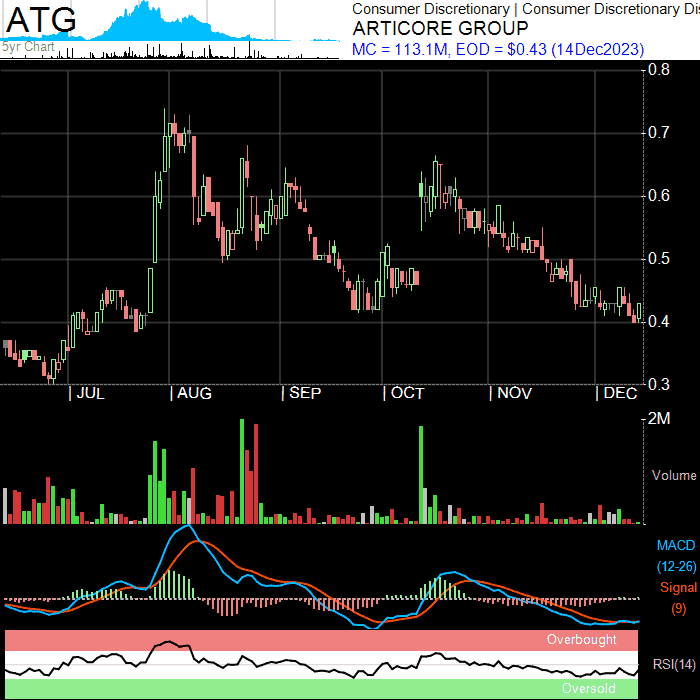 ATG
5yr Chart
Consumer Discretionary | Consumer Discretionary Dis
ARTICORE GROUP
MC = 113.1M, EOD = $0.43 (14Dec2023)
0.8
0.7
0.6
0.5
0.4
0.3
JUL AUG SEP OCT NOV DEC
2M
Volume
MACD
(12-26)
Signal
(9)
Overbought
RSI(14)
Oversold